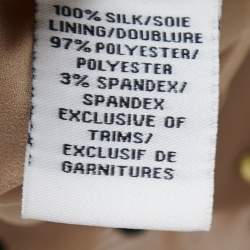 100% SILK/SOIE
LINING/DOUBLURE
97% POLYESTER/
POLYESTER
3% SPANDEX/
SPANDEX
EXCLUSIVE OF
TRIMS/
EXCLUSIF DE
GARNITURES